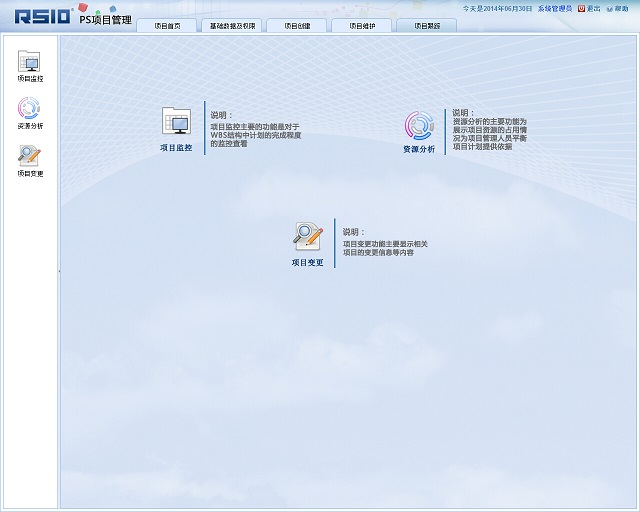 RSIO PS项目管理
项目首页 基础数据及权限 项目创建 项目维护 项目跟踪
今天是2014年06月30日 系统管理员 退出 帮助
项目监控
资源分析
项目变更
项目监控
说明：
项目监控主要的功能是对于
WBS结构中计划的完成程度
的监控查看
资源分析
说明：
资源分析的主要功能为
展示项目资源的占用情
况为项目管理人员平衡
项目计划提供依据
项目变更
说明：
项目变更功能主要显示相关
项目的变更信息等内容